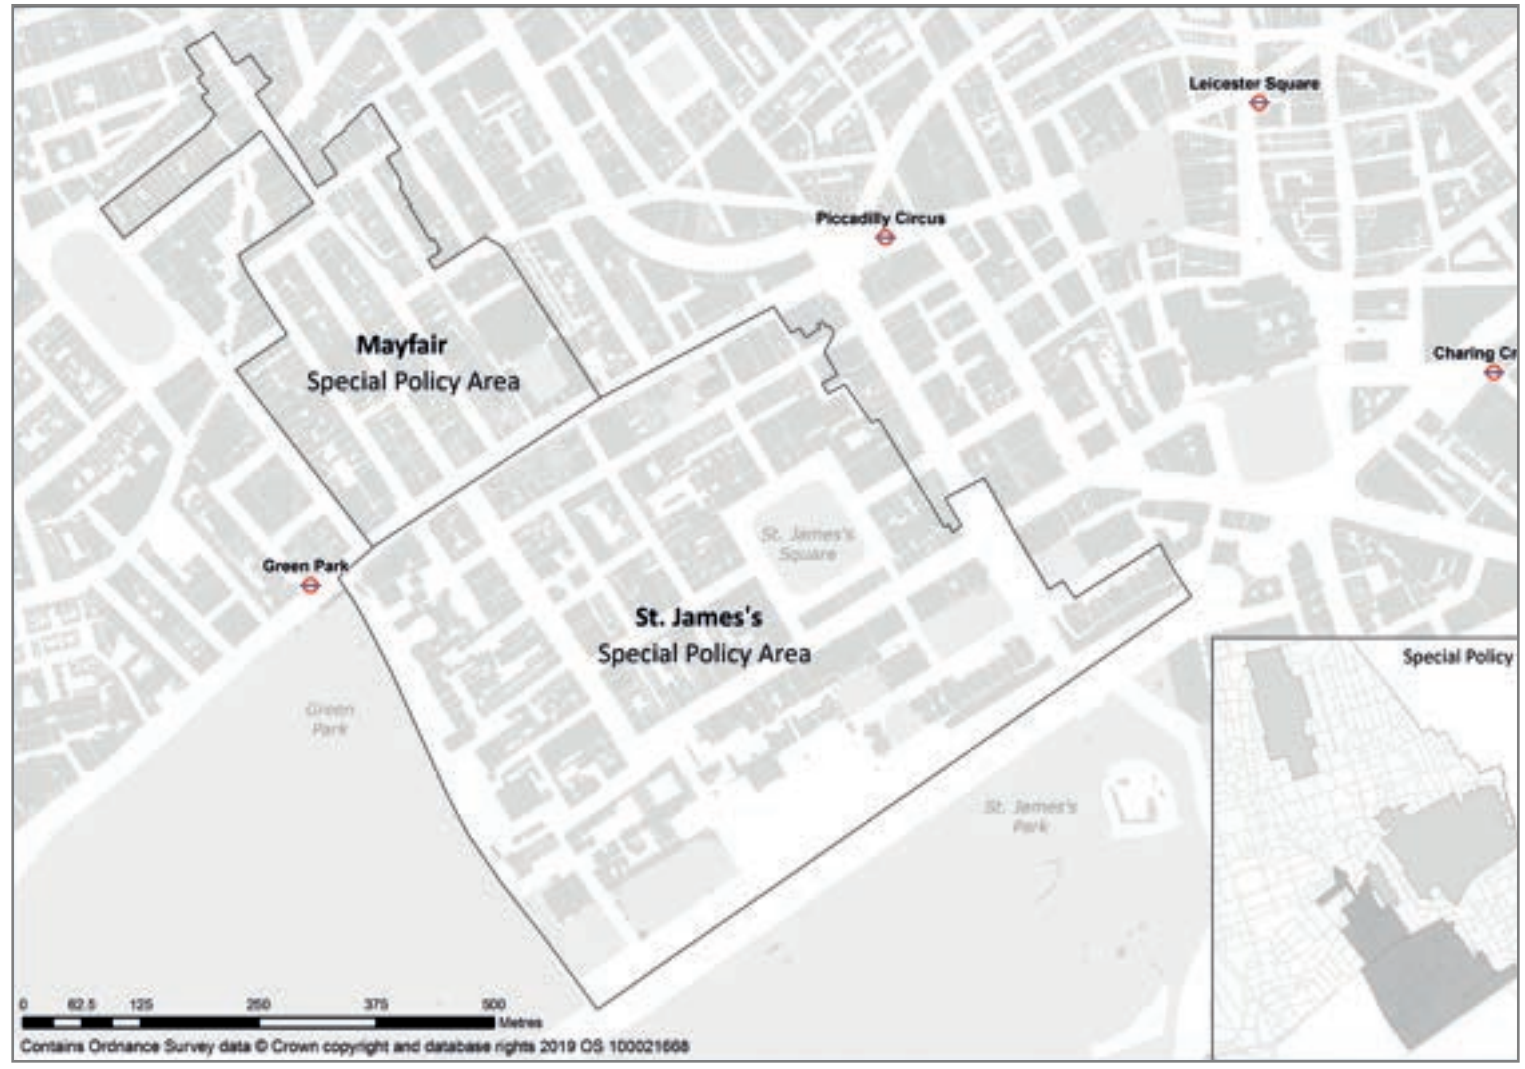 Leicester Square
Piccadilly Circus
Mayfair
Special Policy Area
Charing Cr
St. James's
Square
Green Park
St. James's
Special Policy Area
Special Policy
Green
Park
St. James's
Park
0 62.5 125 250 375 500
Metres
Contains Ordnance Survey data © Crown copyright and database rights 2019 OS 100021668